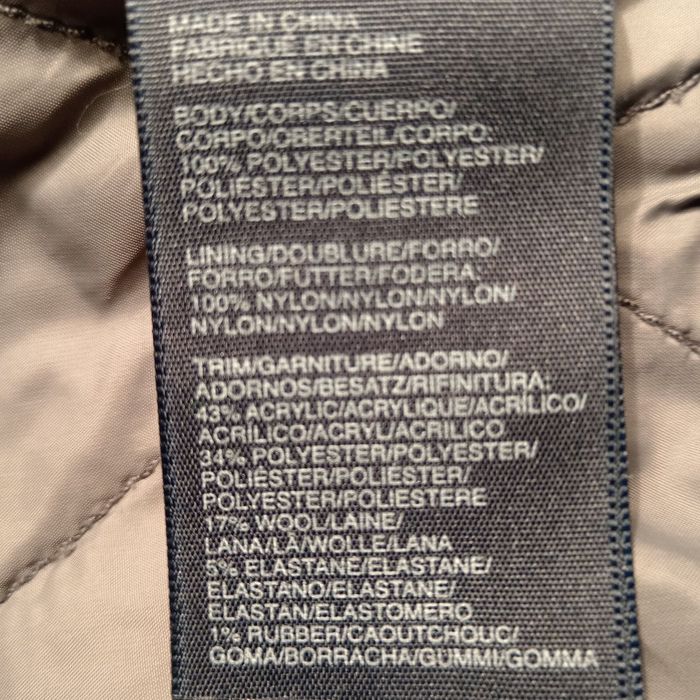 MADE IN CHINA
FABRIQUÉ EN CHINE
HECHO EN CHINA
BODY/CORPS/CUERPO/
CORPO/OBERTEIL/CORPO:
100% POLYESTER/POLYESTER/
POLIÉSTER/POLIÉSTER/
POLYESTER/POLIESTERE
LINING/DOUBLURE/FORRO/
FORRO/FUTTER/FODERA:
100% NYLON/NYLON/NYLON/
NYLON/NYLON/NYLON
TRIM/GARNITURE/ADORNO/
ADORNOS/BESATZ/RIFINITURA:
43% ACRYLIC/ACRYLIQUE/ACRÍLICO/
ACRÍLICO/ACRYL/ACRILICO
34% POLYESTER/POLYESTER/
POLIÉSTER/POLIESTER/
POLYESTER/POLIESTERE
17% WOOL/LAINE/
LANA/LÀ/WOLLE/LANA
5% ELASTANE/ELASTANE/
ELASTANO/ELASTANE/
ELASTAN/ELASTOMERO
1% RUBBER/CAOUTCHOUC/
GOMA/BORRACHA/GUMMI/GOMMA